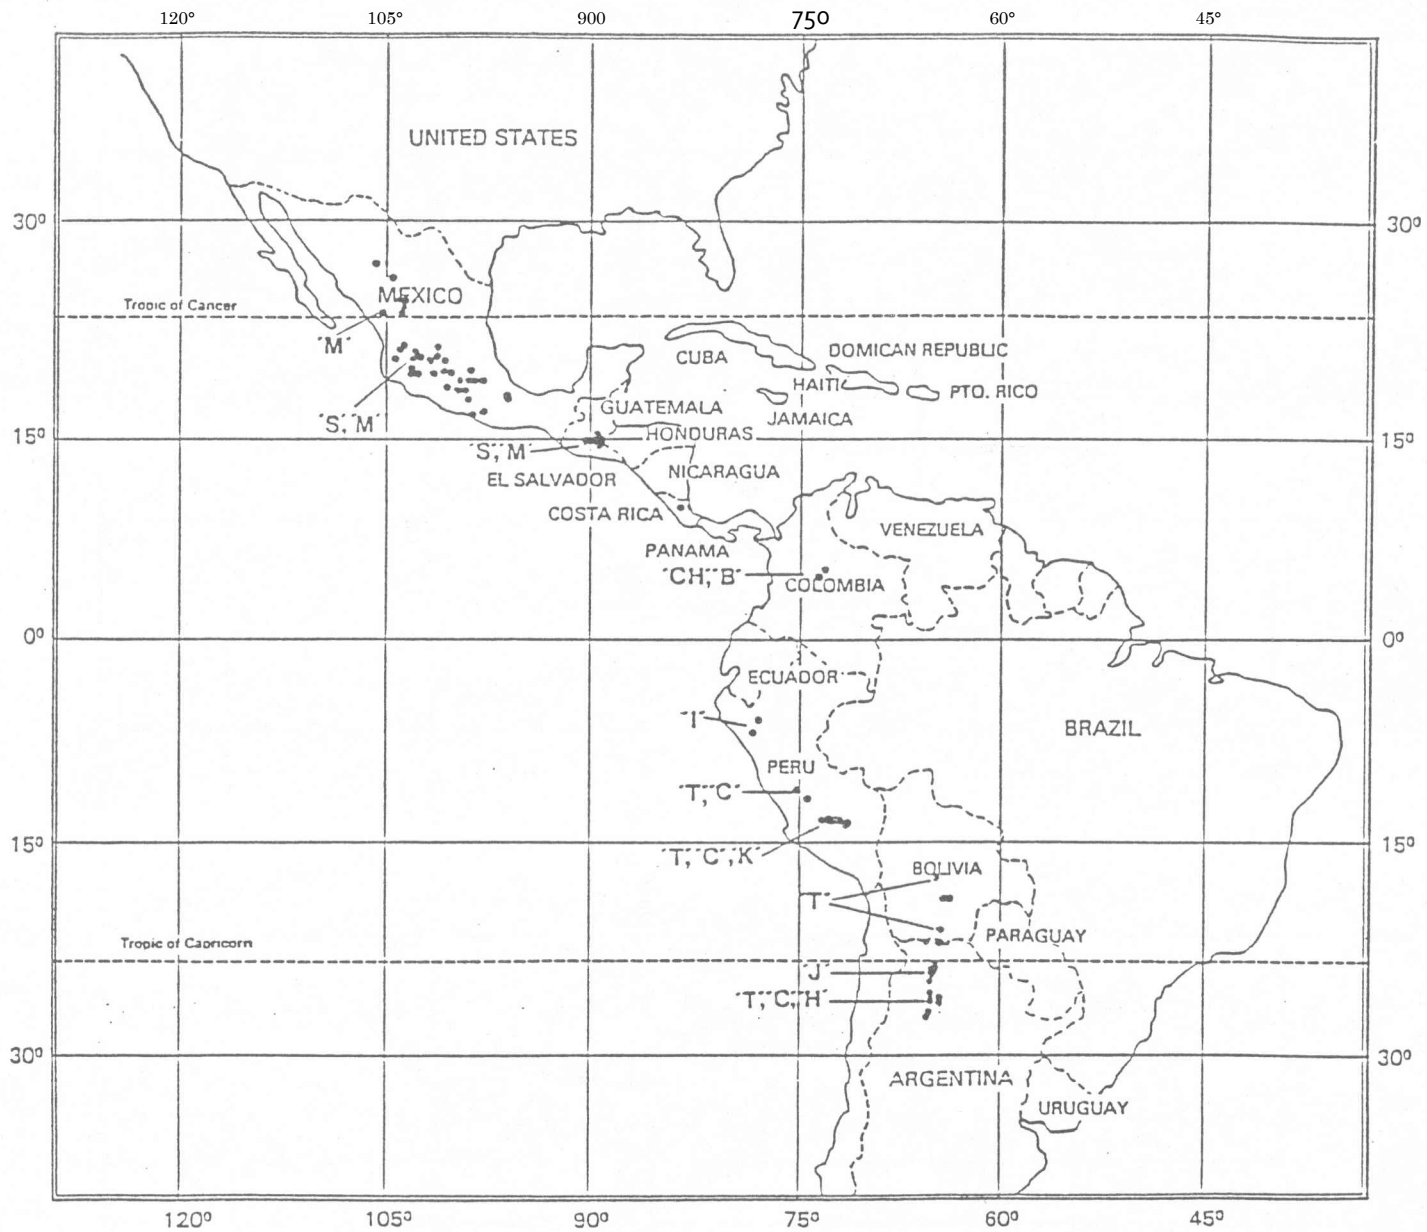 120° 105° 900 75° 60° 45°
UNITED STATES
30° 30°
MEXICO
Tropic of Cancer
"M"
CUBA
DOMICAN REPUBLIC
HAITI
PTO. RICO
GUATEMALA
JAMAICA
"S", "M"
HONDURAS
15° 15°
"S", "M"
NICARAGUA
EL SALVADOR
COSTA RICA
VENEZUELA
PANAMA
"CH", "B"
COLOMBIA
0° 0°
ECUADOR
"I"
BRAZIL
PERU
"T", "C"
15° 15°
"T", "C", "K"
BOLIVIA
"T"
PARAGUAY
Tropic of Capricorn
"J"
"T", "C", "H"
30° 30°
ARGENTINA
URUGUAY
120° 105° 90° 75° 60° 45°